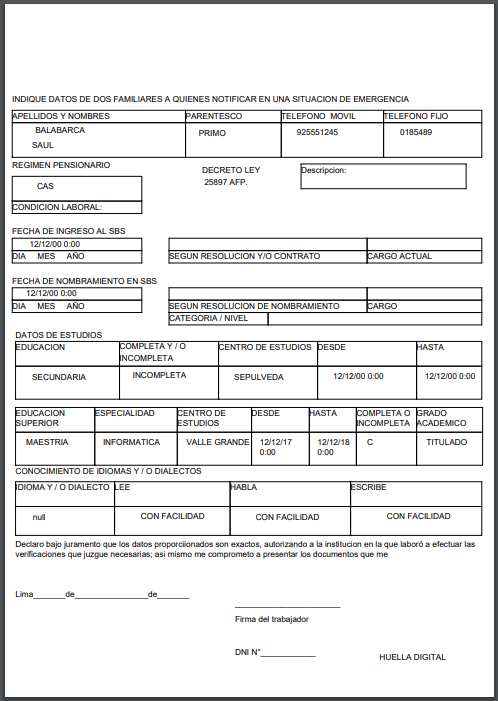 INDIQUE DATOS DE DOS FAMILIARES A QUIENES NOTIFICAR EN UNA SITUACION DE EMERGENCIA
APELLIDOS Y NOMBRES PARENTESCO TELEFONO MOVIL TELEFONO FIJO
BALABARCA PRIMO 925551245 0185489
SAUL
REGIMEN PENSIONARIO DECRETO LEY Descripcion:
CAS 25897 AFP.
CONDICION LABORAL:
FECHA DE INGRESO AL SBS
12/12/00 0:00
DIA MES AÑO SEGUN RESOLUCION Y/O CONTRATO CARGO ACTUAL
FECHA DE NOMBRAMIENTO EN SBS
12/12/00 0:00
DIA MES AÑO SEGUN RESOLUCION DE NOMBRAMIENTO CARGO
CATEGORIA / NIVEL
DATOS DE ESTUDIOS
EDUCACION COMPLETA Y / O CENTRO DE ESTUDIOS DESDE HASTA
INCOMPLETA
SECUNDARIA INCOMPLETA SEPULVEDA 12/12/00 0:00 12/12/00 0:00
EDUCACION ESPECIALIDAD CENTRO DE DESDE HASTA COMPLETA O GRADO
SUPERIOR ESTUDIOS INCOMPLETA ACADEMICO
MAESTRIA INFORMATICA VALLE GRANDE 12/12/17 12/12/18 C TITULADO
0:00 0:00
CONOCIMIENTO DE IDIOMAS Y / O DIALECTOS
IDIOMA Y / O DIALECTO LEE HABLA ESCRIBE
null CON FACILIDAD CON FACILIDAD CON FACILIDAD
Declaro bajo juramento que los datos proporciionados son exactos, autorizando a la institucion en la que laboró a efectuar las
verificaciones que juzgue necesarias; asi mismo me comprometo a presentar los documentos que me
Lima_______de________________de_______
_______________________
Firma del trabajador
DNI N°____________
HUELLA DIGITAL